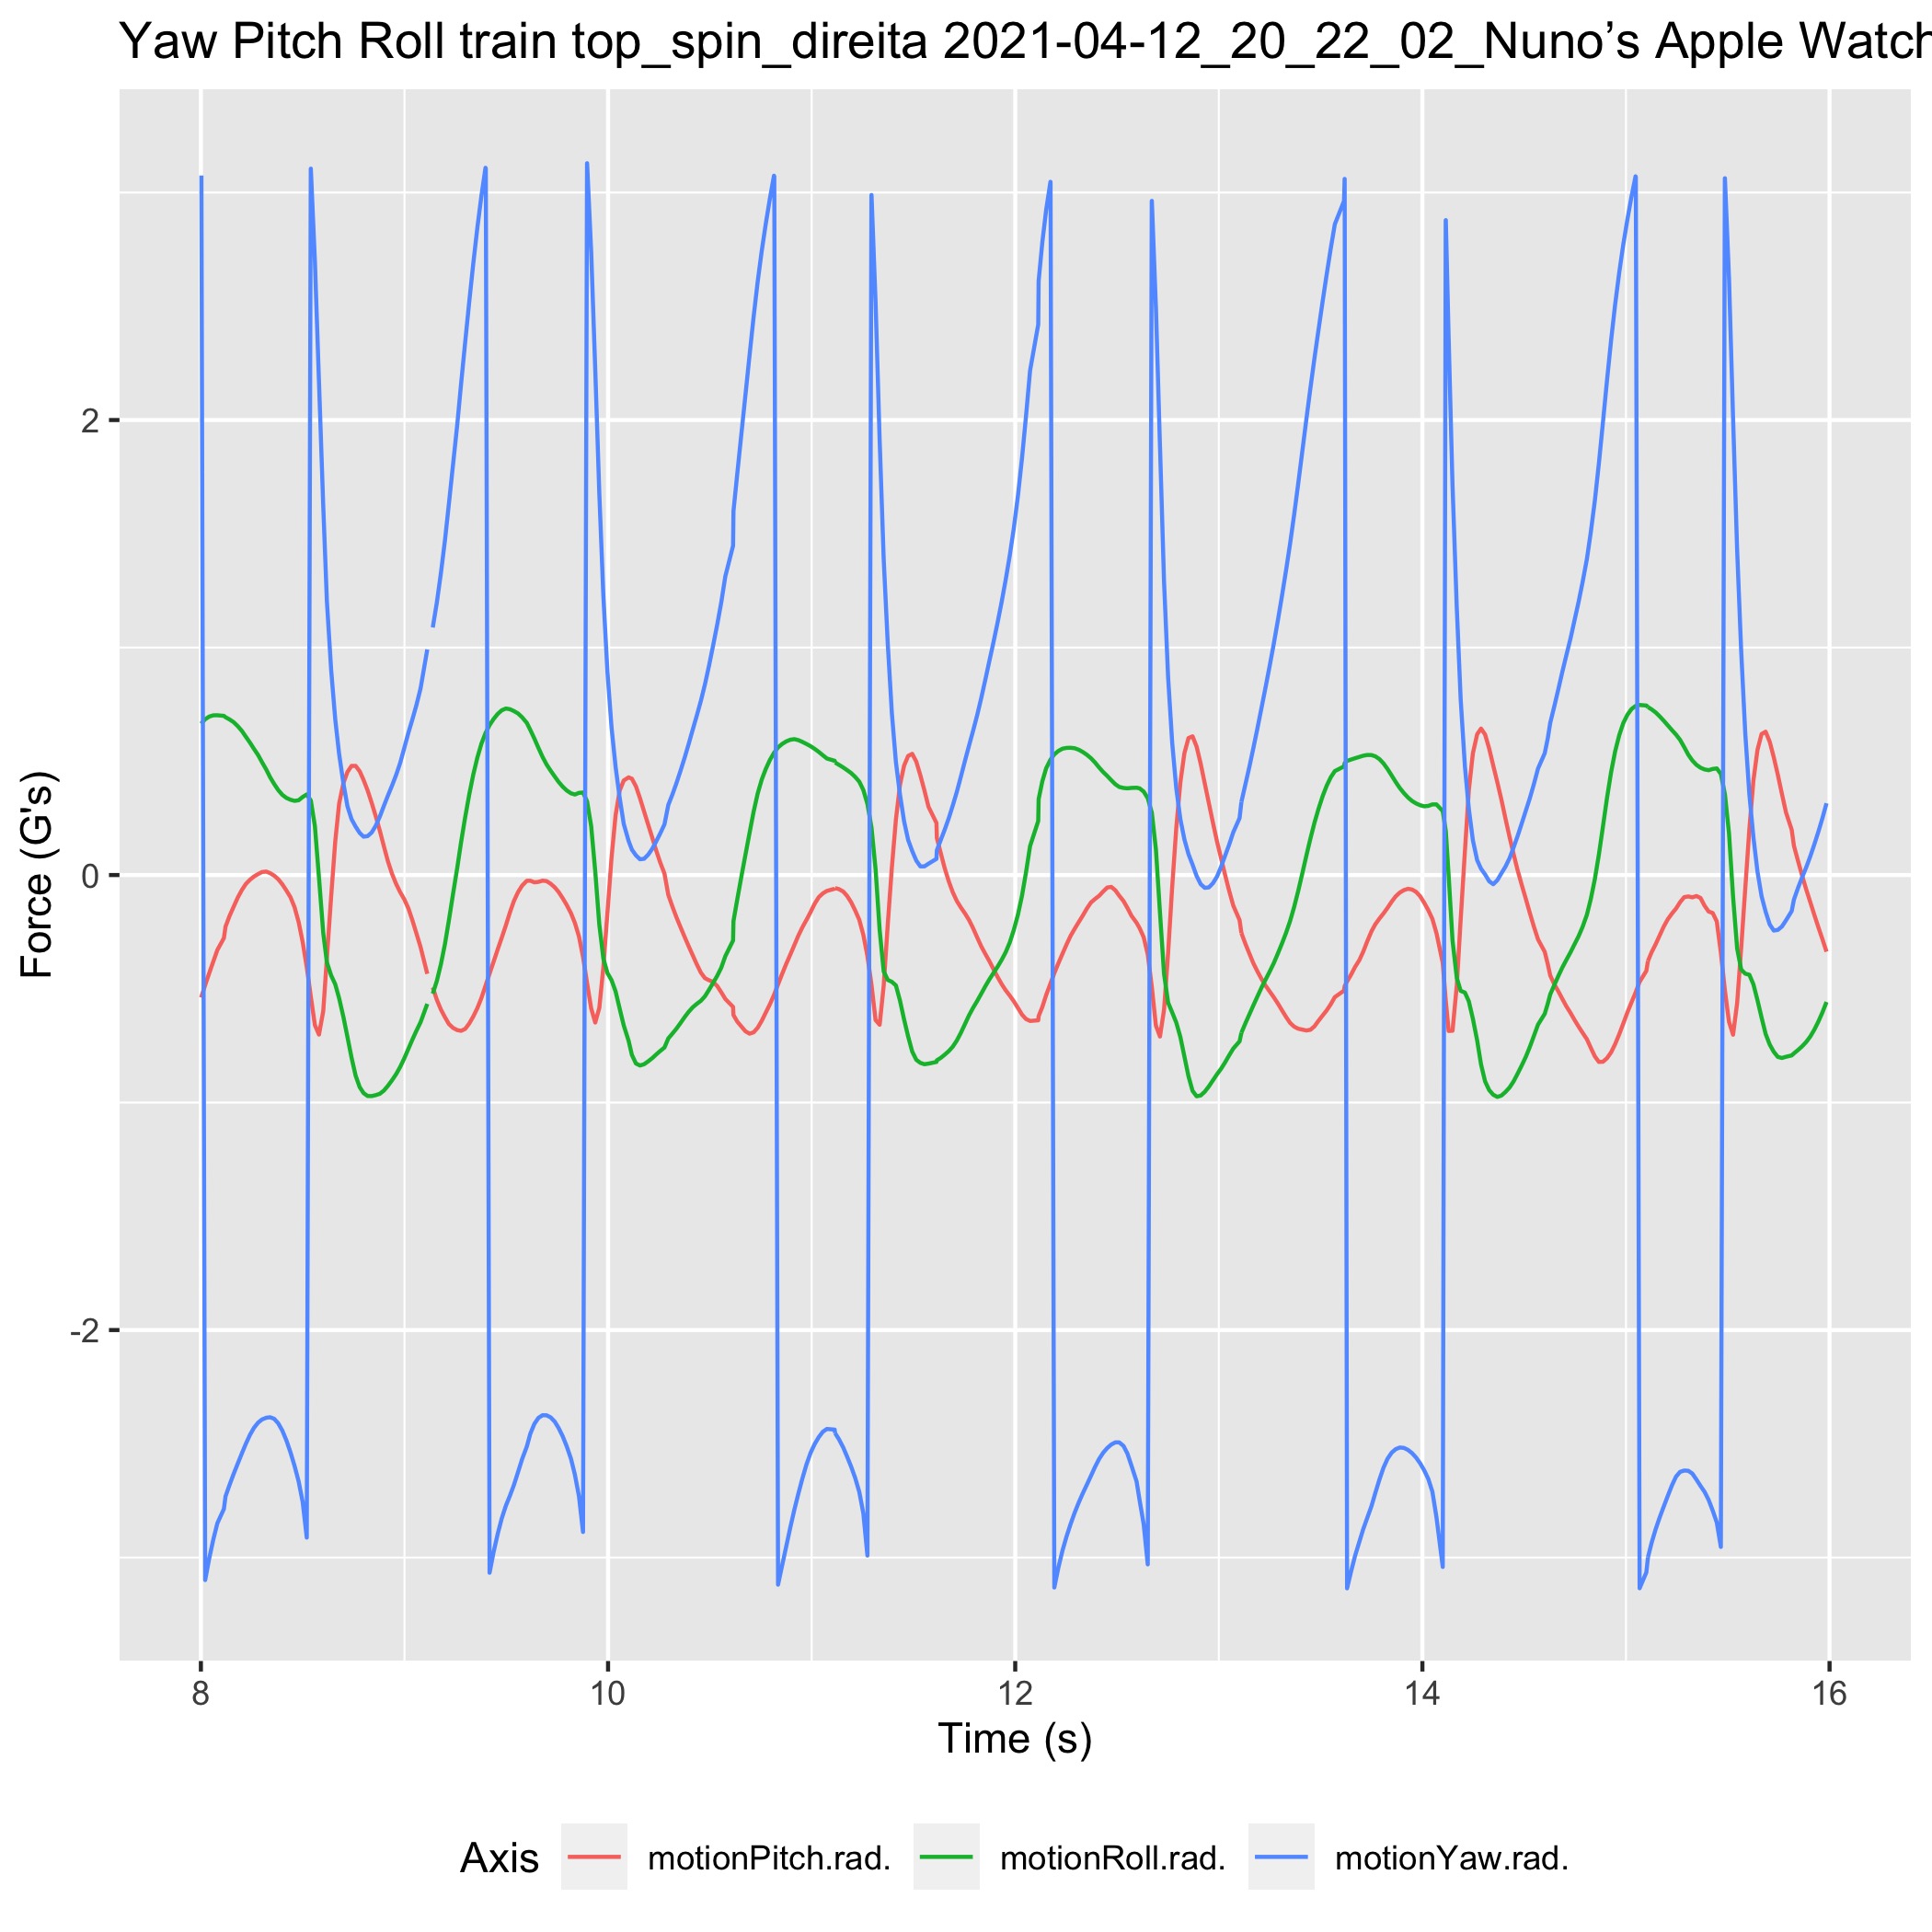 Yaw Pitch Roll train top_spin_direita 2021-04-12_20_22_02_Nuno’s Apple Watch
Force (G's)
2
0
-2
8 10 12 14 16
Time (s)
Axis motionPitch.rad. motionRoll.rad. motionYaw.rad.